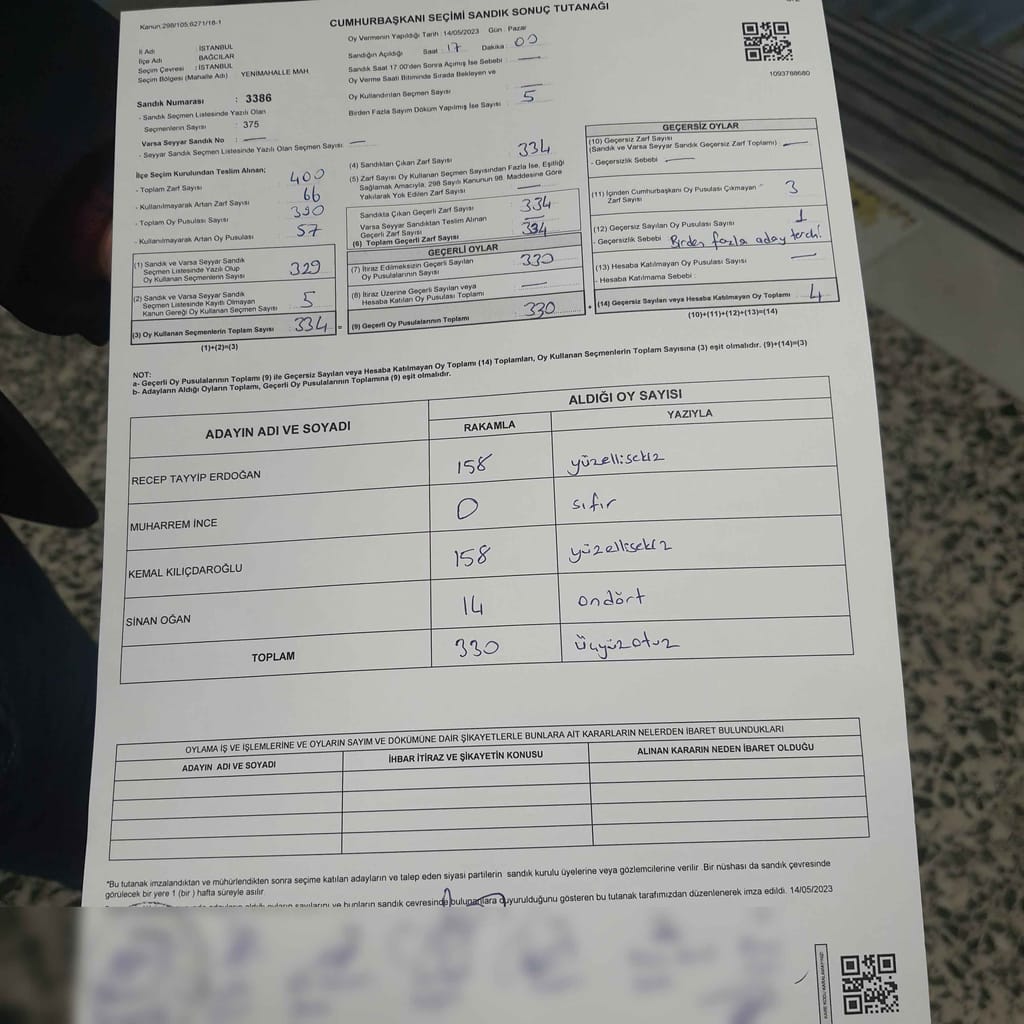 Kanun:298/105;6271/16-1
CUMHURBAŞKANI SEÇİMİ SANDIK SONUÇ TUTANAĞI
İl Adı : İSTANBUL
İlçe Adı : BAĞCILAR
Seçim Çevresi : İSTANBUL
Seçim Bölgesi (Mahalle Adı) YENİMAHALLE MAH.
Oy Vermenin Yapıldığı Tarih : 14/05/2023 Gün : Pazar
Sandığın Açıldığı Saat : 17 Dakika : 00
Sandık Saat 17.00'den Sonra Açımış İse Sebebi :
Oy Verme Saati Bitiminde Sırada Bekleyen ve
Oy Kullandırılan Seçmen Sayısı
Birden Fazla Sayım Döküm Yapılmış İse Sayısı : 5
1093788680
Sandık Numarası : 3386
- Sandık Seçmen Listesinde Yazılı Olan
Seçmenlerin Sayısı : 375
Varsa Seyyar Sandık No :
- Seyyar Sandık Seçmen Listesinde Yazılı Olan Seçmen Sayısı :
İlçe Seçim Kurulundan Teslim Alınan;
- Toplam Zarf Sayısı 400
- Kullanılmayarak Artan Zarf Sayısı 66
- Toplam Oy Pusulası Sayısı 390
- Kullanılmayarak Artan Oy Pusulası 57
(1) Sandık ve Varsa Seyyar Sandık
Seçmen Listesinde Yazılı Olup
Oy Kullanan Seçmenlerin Sayısı 329
(2) Sandık ve Varsa Seyyar Sandık
Seçmen Listesinde Kayıtlı Olmayan
Kanun Gereği Oy Kullanan Seçmen Sayısı 5
(3) Oy Kullanan Seçmenlerin Toplam Sayısı 334 =
(1)+(2)=(3)
(4) Sandıktan Çıkan Zarf Sayısı 334
(5) Zarf Sayısı Oy Kullanan Seçmen Sayısından Fazla İse, Eşitliği
Sağlamak Amacıyla; 298 Sayılı Kanunun 98. Maddesine Göre
Yakılarak Yok Edilen Zarf Sayısı
Sandıkta Çıkan Geçerli Zarf Sayısı 334
Varsa Seyyar Sandıktan Teslim Alınan
Geçerli Zarf Sayısı
(6) Toplam Geçerli Zarf Sayısı 334
GEÇERLİ OYLAR
(7) İtiraz Edilmeksizin Geçerli Sayılan
Oy Pusulalarının Sayısı 330
(8) İtiraz Üzerine Geçerli Sayılan veya
Hesaba Katılan Oy Pusulası Toplamı
(9) Geçerli Oy Pusulalarının Toplamı 330 +
GEÇERSİZ OYLAR
(10) Geçersiz Zarf Sayısı
(Sandık ve Varsa Seyyar Sandık Geçersiz Zarf Toplamı)
- Geçersizlik Sebebi
(11) İçinden Cumhurbaşkanı Oy Pusulası Çıkmayan
Zarf Sayısı 3
(12) Geçersiz Sayılan Oy Pusulası Sayısı 1
- Geçersizlik Sebebi Birden fazla aday tercihi
(13) Hesaba Katılmayan Oy Pusulası Sayısı
- Hesaba Katılmama Sebebi :
(14) Geçersiz Sayılan veya Hesaba Katılmayan Oy Toplamı 4
(10)+(11)+(12)+(13)=(14)
NOT:
a- Geçerli Oy Pusulalarının Toplamı (9) ile Geçersiz Sayılan veya Hesaba Katılmayan Oy Toplamı (14) Toplamları, Oy Kullanan Seçmenlerin Toplam Sayısına (3) eşit olmalıdır. (9)+(14)=(3)
b- Adayların Aldığı Oyların Toplamı, Geçerli Oy Pusulalarının Toplamına (9) eşit olmalıdır.
ADAYIN ADI VE SOYADI
ALDIĞI OY SAYISI
RAKAMLA YAZIYLA
RECEP TAYYİP ERDOĞAN 158 yüzellisekiz
MUHARREM İNCE 0 sıfır
KEMAL KILIÇDAROĞLU 158 yüzellisekiz
SİNAN OĞAN 14 ondört
TOPLAM 330 üçyüzotuz
OYLAMA İŞ VE İŞLEMLERİNE VE OYLARIN SAYIM VE DÖKÜMÜNE DAİR ŞİKAYETLERLE BUNLARA AİT KARARLARIN NELERDEN İBARET BULUNDUKLARI
ADAYIN ADI VE SOYADI İHBAR İTİRAZ VE ŞİKAYETİN KONUSU ALINAN KARARIN NEDEN İBARET OLDUĞU
*Bu tutanak imzalandıktan ve mühürlendikten sonra seçime katılan adayların ve talep eden siyasi partilerin sandık kurulu üyelerine veya gözlemcilerine verilir. Bir nüshası da sandık çevresinde
görülecek bir yere 1 (bir ) hafta süreyle asılır.
oyların sayılarını ve bunların sandık çevresinde bulunanlara duyurulduğunu gösteren bu tutanak tarafımızdan düzenlenerek imza edildi. 14/05/2023